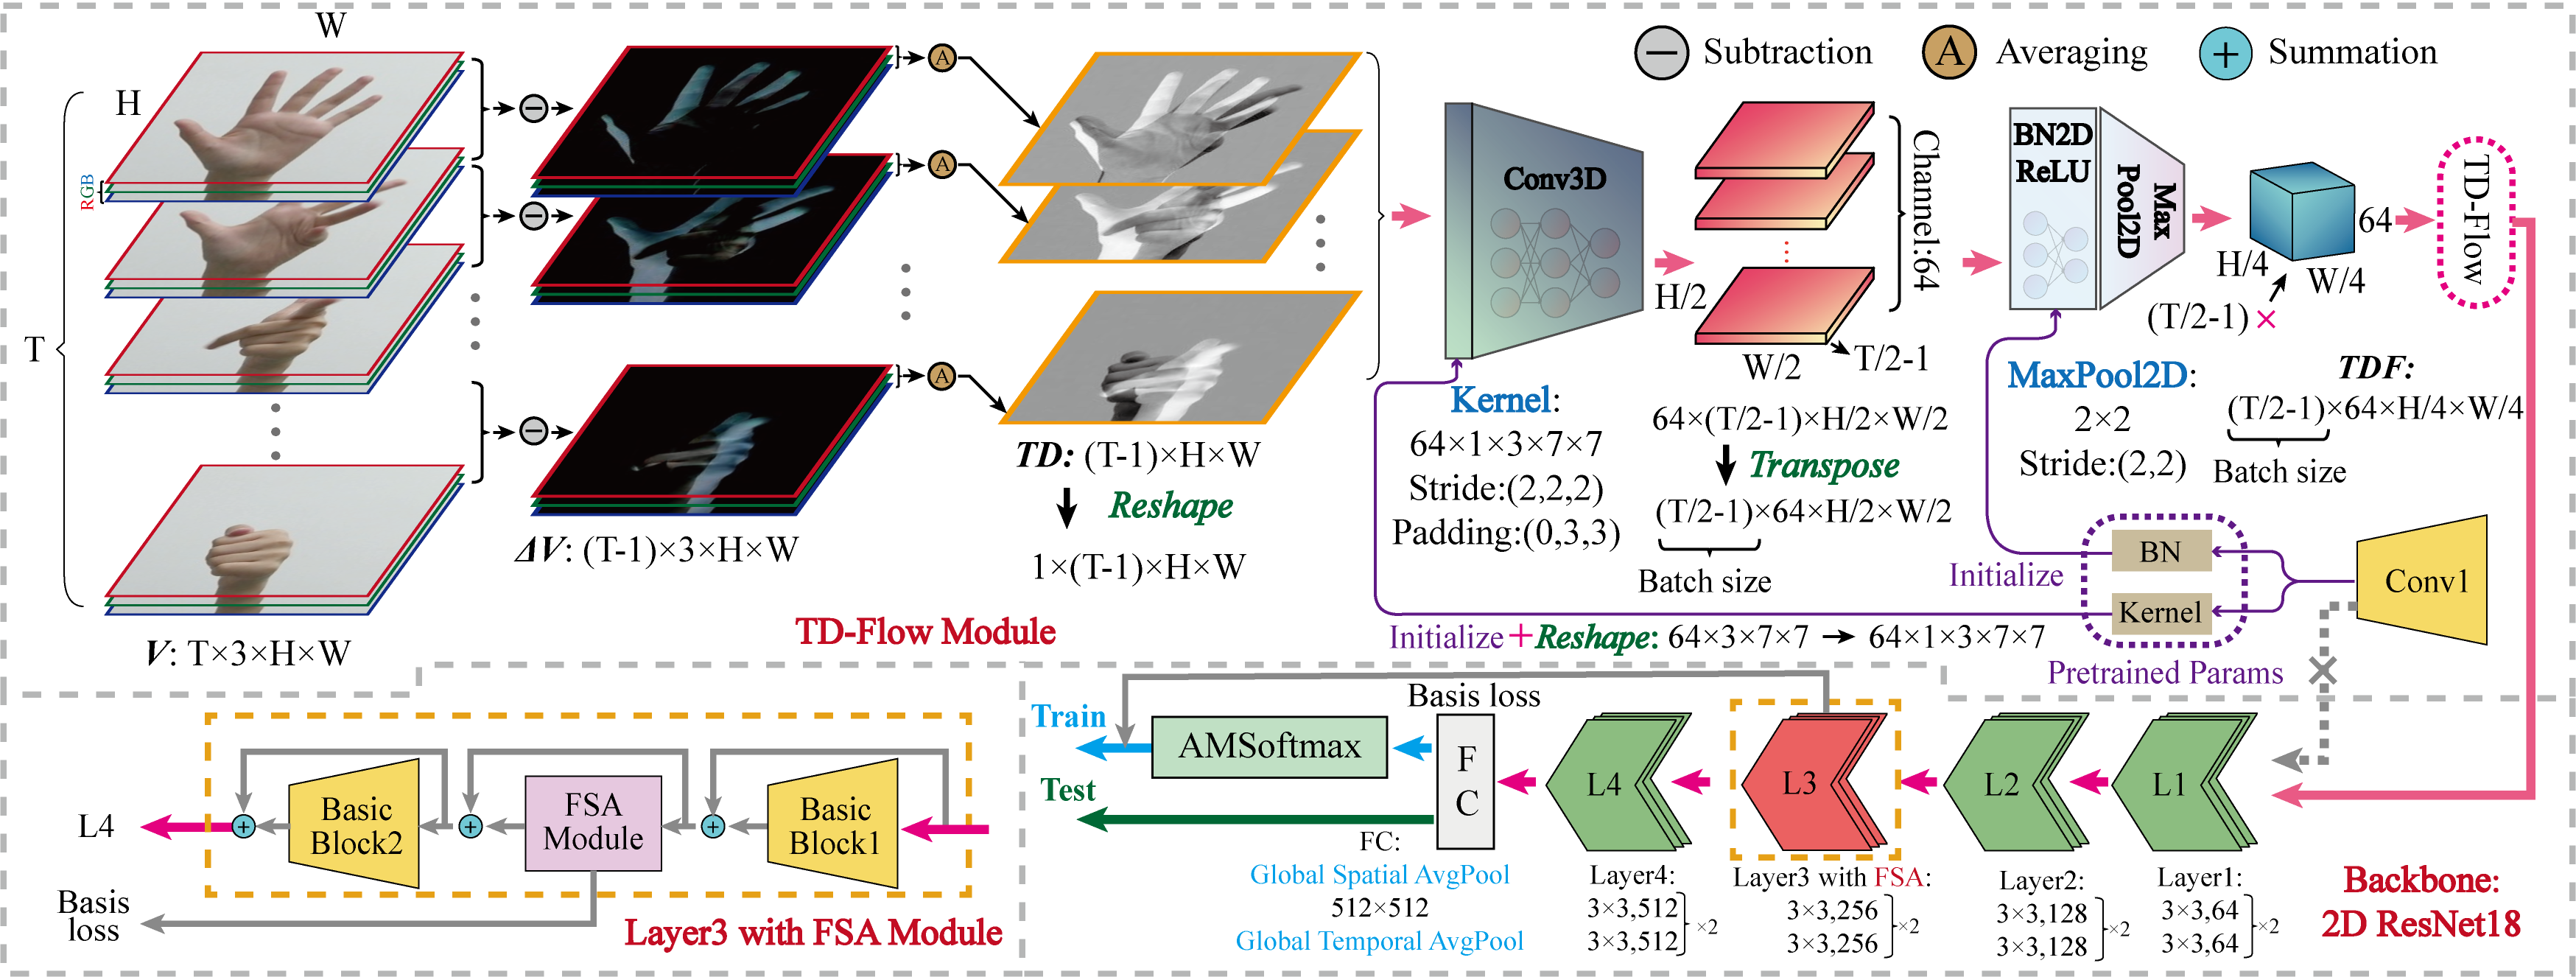 W
H
T
RGB
V: T×3×H×W
ΔV: (T-1)×3×H×W
A
A
A
TD: (T-1)×H×W
Reshape
1×(T-1)×H×W
TD-Flow Module
− Subtraction
A Averaging
+ Summation
Conv3D
Kernel:
64×1×3×7×7
Stride:(2,2,2)
Padding:(0,3,3)
Channel:64
H/2
W/2
T/2-1
64×(T/2-1)×H/2×W/2
Transpose
(T/2-1)×64×H/2×W/2
Batch size
BN2D
ReLU
Max
Pool2D
MaxPool2D:
2×2
Stride:(2,2)
64
H/4
W/4
(T/2-1)×
TD-Flow
TDF:
(T/2-1)×64×H/4×W/4
Batch size
Initialize
BN
Kernel
Conv1
Initialize+Reshape: 64×3×7×7 → 64×1×3×7×7
Pretrained Params
L4
Basic
Block2
FSA
Module
Basic
Block1
Basis
loss
Layer3 with FSA Module
Train
Test
AMSoftmax
Basis loss
F
C
L4
L3
L2
L1
FC:
Global Spatial AvgPool
512×512
Global Temporal AvgPool
Layer4:
3×3,512
3×3,512
×2
Layer3 with FSA:
3×3,256
3×3,256
×2
Layer2:
3×3,128
3×3,128
×2
Layer1:
3×3,64
3×3,64
×2
Backbone:
2D ResNet18